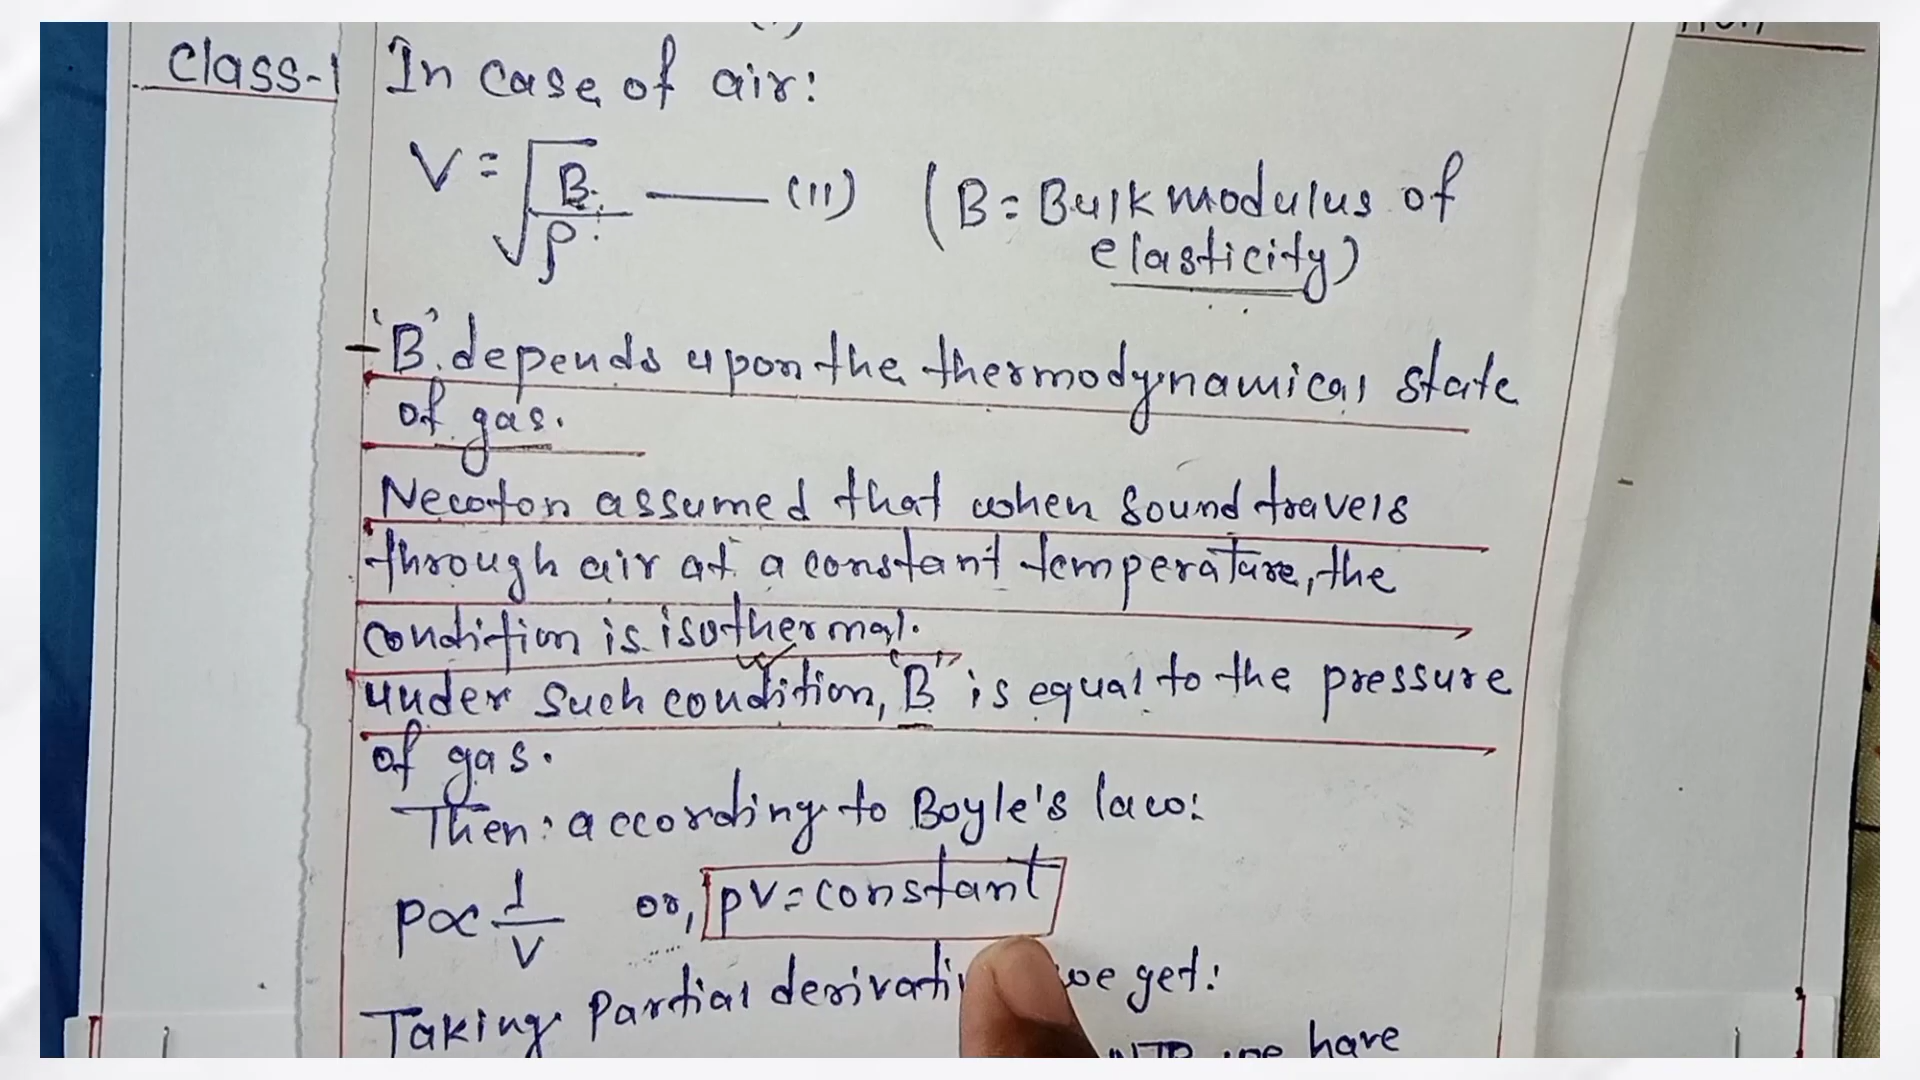 class-1
In case of air:
V = √B/ρ —— (II) (B = Bulk modulus of
elasticity)
- 'B' depends upon the thermodynamical state
of gas.
Newton assumed that when sound travels
through air at a constant temperature, the
condition is isothermal.
under such condition, 'B' is equal to the pressure
of gas.
Then: according to Boyle's law:
p ∝ 1/V or, pV = constant
Taking partial we get:
NTP we have